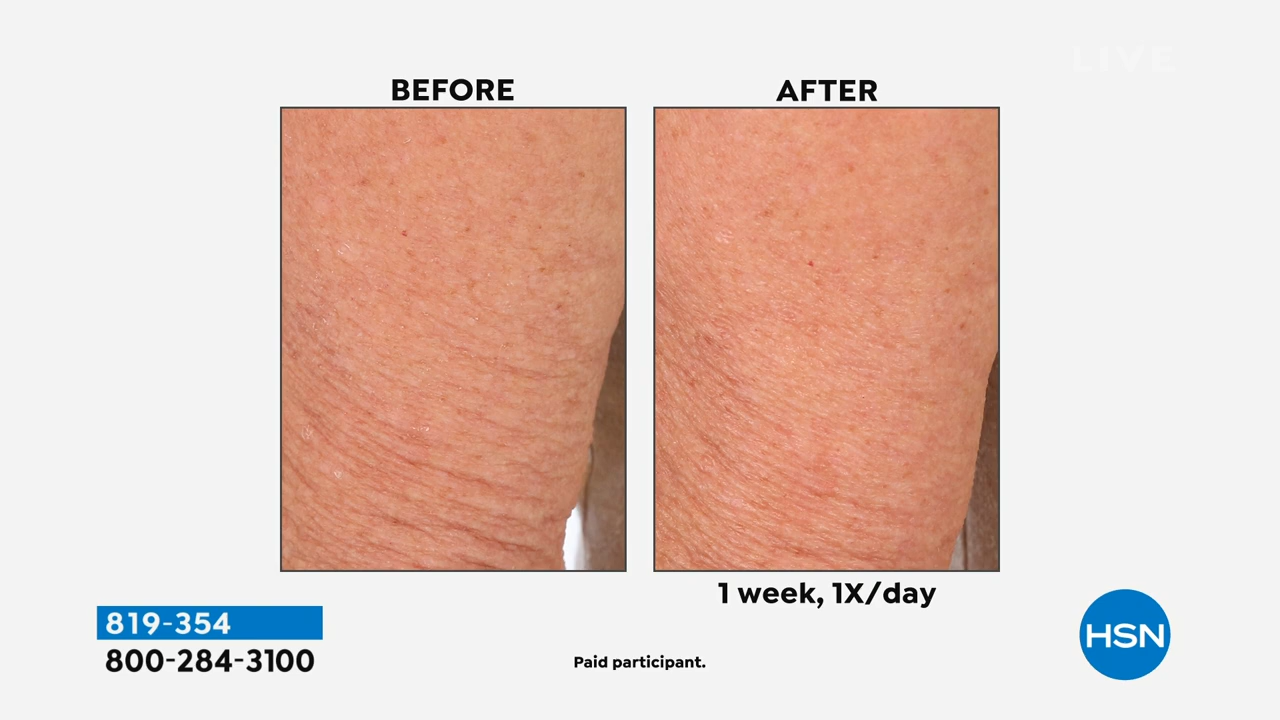 LIVE
BEFORE
AFTER
1 week, 1X/day
819-354
800-284-3100
Paid participant.
HSN